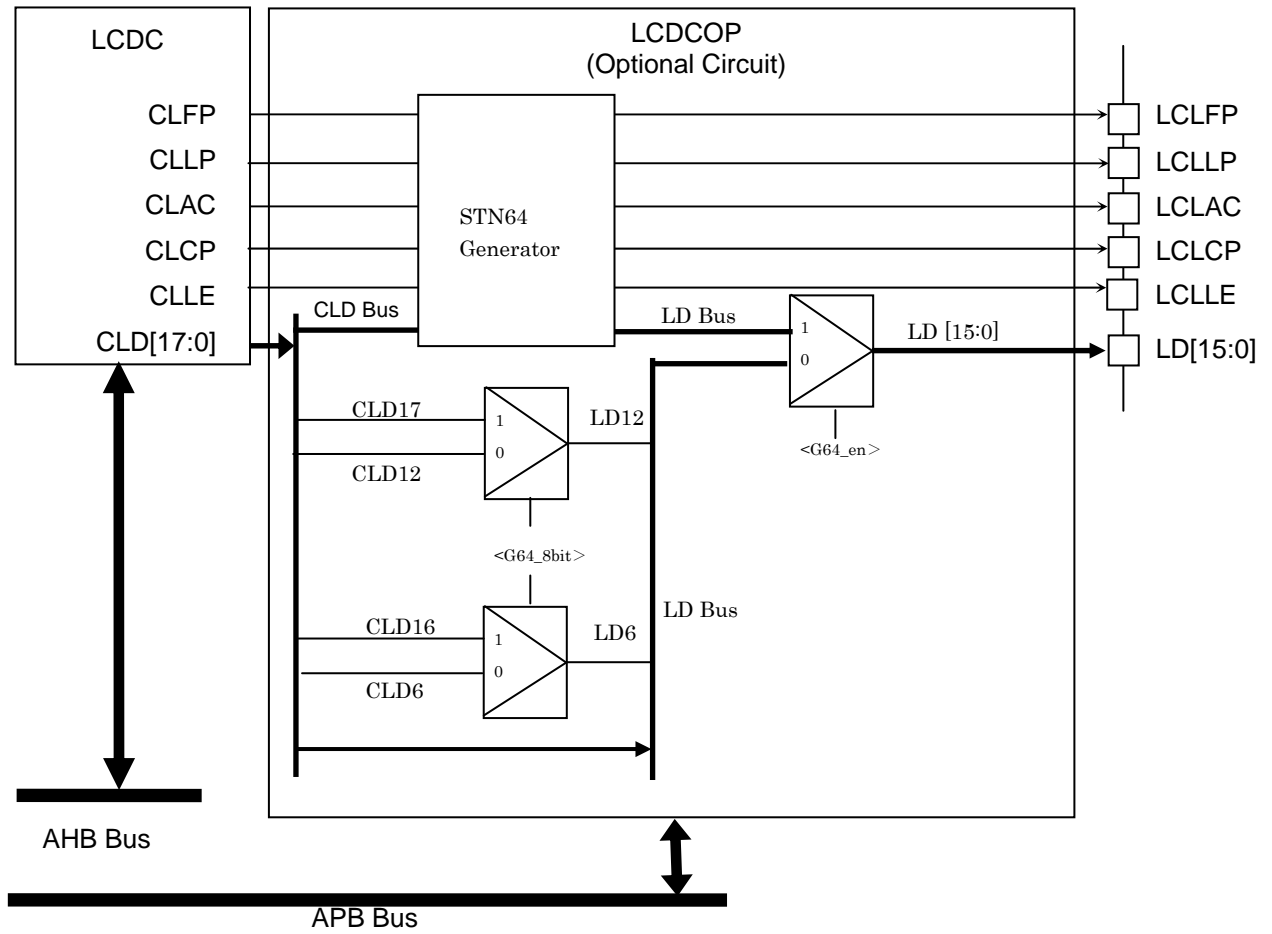 LCDC
LCDCOP
(Optional Circuit)
CLFP
CLLP
CLAC
CLCP
CLLE
CLD[17:0]
STN64
Generator
LCLFP
LCLLP
LCLAC
LCLCP
LCLLE
LD[15:0]
CLD Bus
LD Bus
1
0
LD [15:0]
<G64_en>
CLD17
CLD12
1
0
LD12
<G64_8bit>
CLD16
CLD6
1
0
LD6
LD Bus
AHB Bus
APB Bus